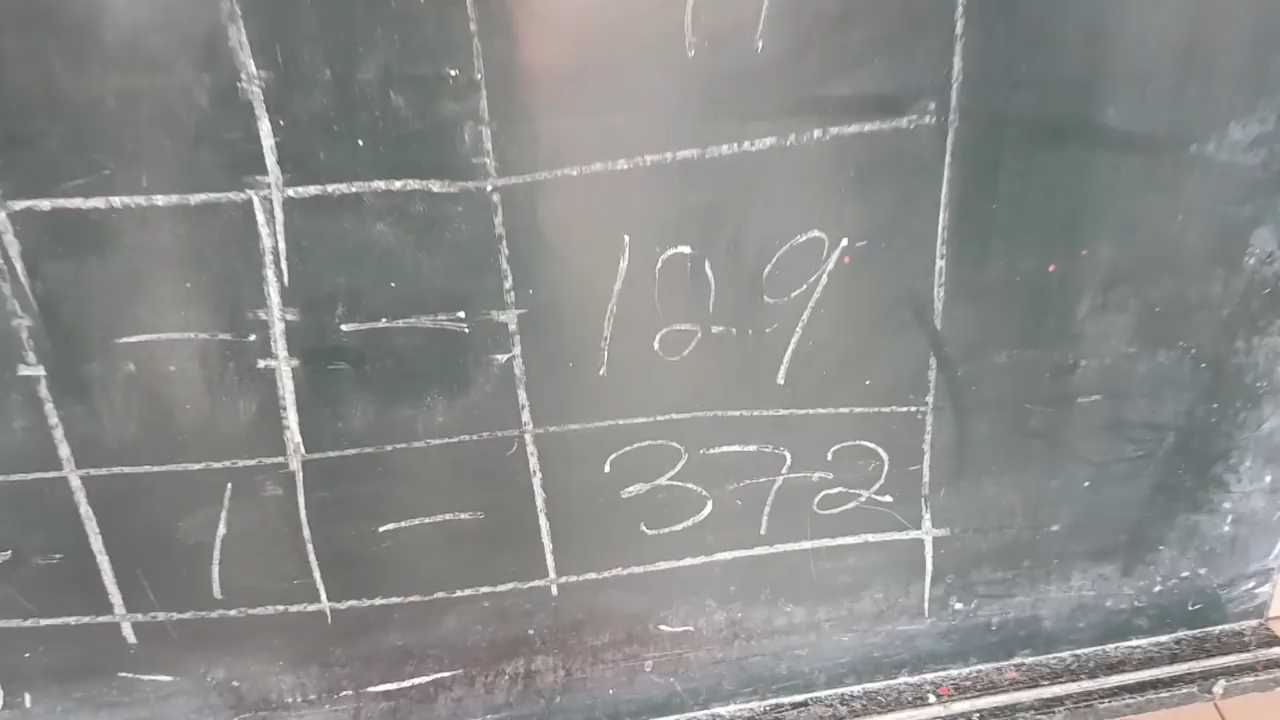 — — 189
1 — 372